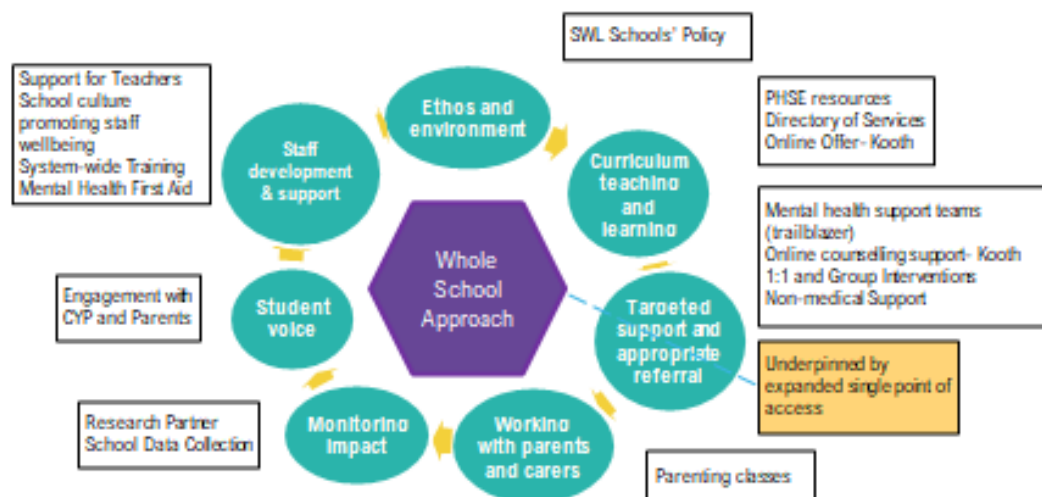 SWL Schools' Policy
Support for Teachers
School culture
promoting staff
wellbeing
System-wide Training
Mental Health First Aid
Ethos and
environment
PHSE resources
Directory of Services
Online Offer- Kooth
Staff
development
& support
Curriculum
teaching
and
learning
Mental health support teams
(trailblazer)
Online counselling support- Kooth
1:1 and Group Interventions
Non-medical Support
Whole
School
Approach
Engagement with
CYP and Parents
Student
voice
Targeted
support and
appropriate
referral
Underpinned by
expanded single point of
access
Research Partner
School Data Collection
Monitoring
impact
Working
with parents
and carers
Parenting classes